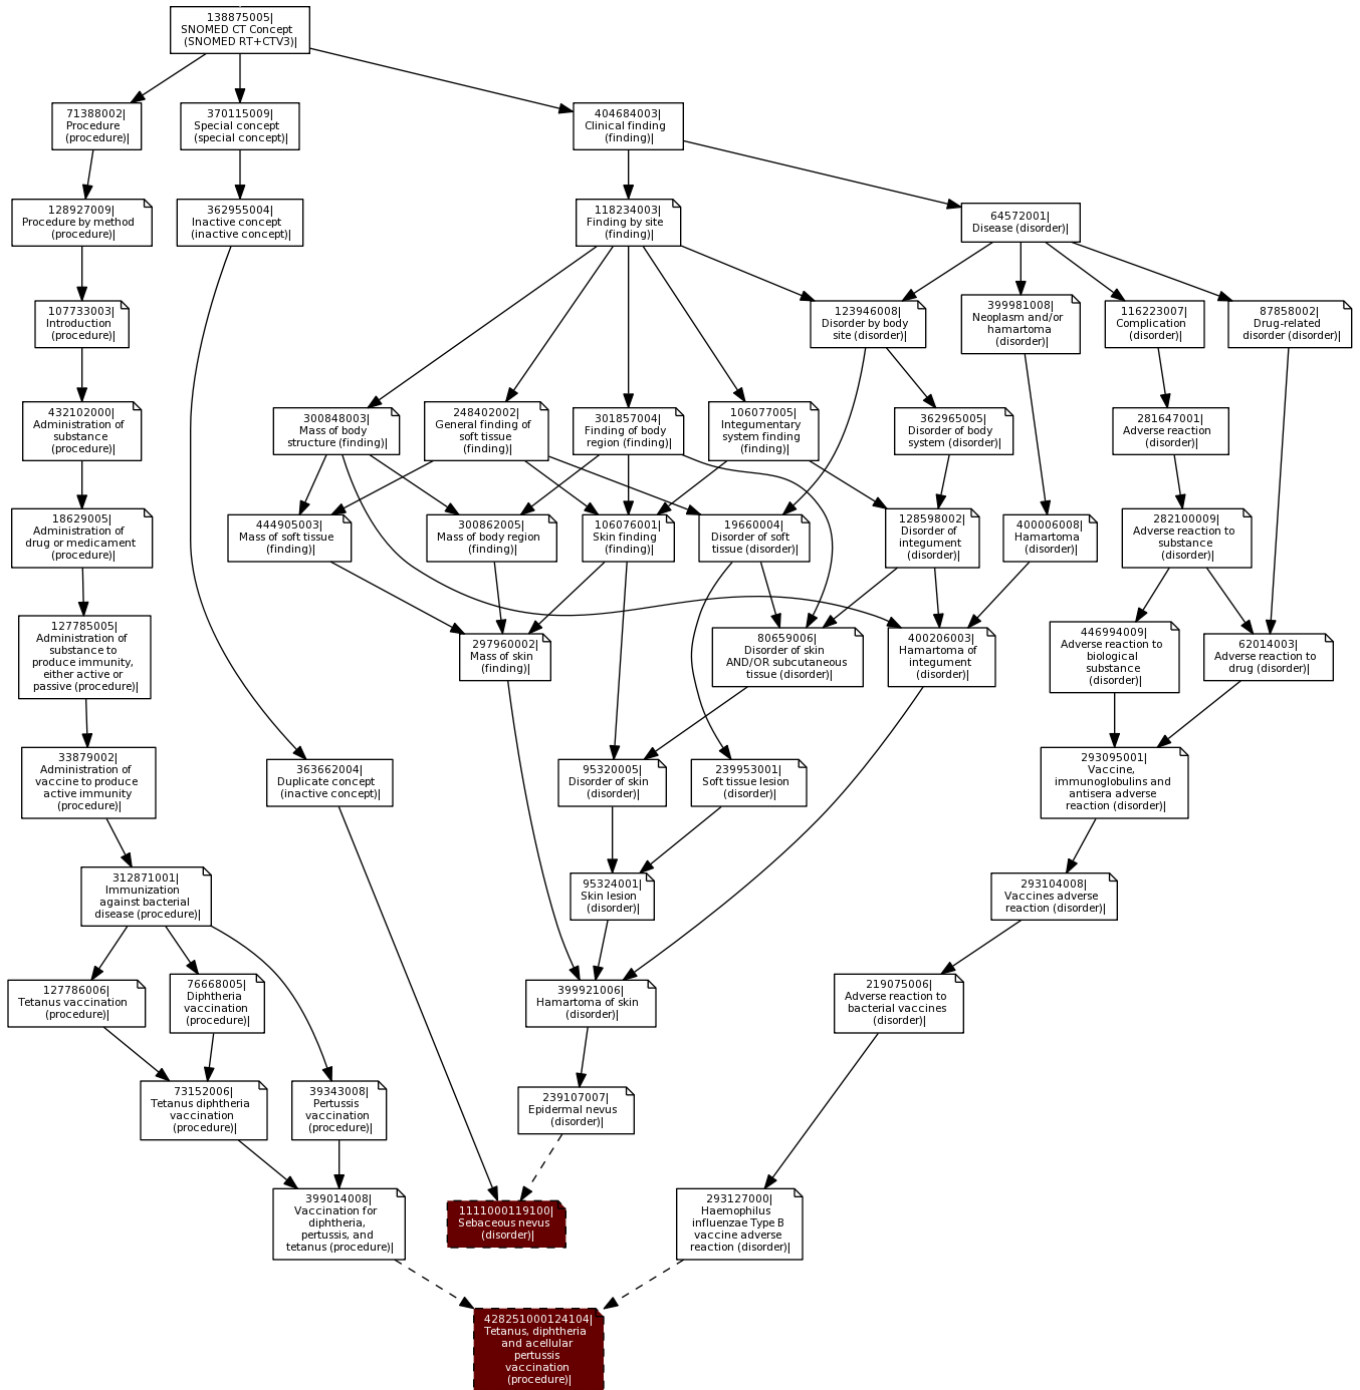 138875005|
SNOMED CT Concept
(SNOMED RT+CTV3)|
71388002|
Procedure
(procedure)|
370115009|
Special concept
(special concept)|
404684003|
Clinical finding
(finding)|
128927009|
Procedure by method
(procedure)|
362955004|
Inactive concept
(inactive concept)|
118234003|
Finding by site
(finding)|
64572001|
Disease (disorder)|
107733003|
Introduction
(procedure)|
123946008|
Disorder by body
site (disorder)|
399981008|
Neoplasm and/or
hamartoma
(disorder)|
116223007|
Complication
(disorder)|
87858002|
Drug-related
disorder (disorder)|
432102000|
Administration of
substance
(procedure)|
300848003|
Mass of body
structure (finding)|
248402002|
General finding of
soft tissue
(finding)|
301857004|
Finding of body
region (finding)|
106077005|
Integumentary
system finding
(finding)|
362965005|
Disorder of body
system (disorder)|
281647001|
Adverse reaction
(disorder)|
18629005|
Administration of
drug or medicament
(procedure)|
444905003|
Mass of soft tissue
(finding)|
300862005|
Mass of body region
(finding)|
106076001|
Skin finding
(finding)|
19660004|
Disorder of soft
tissue (disorder)|
128598002|
Disorder of
integument
(disorder)|
400006008|
Hamartoma
(disorder)|
282100009|
Adverse reaction to
substance
(disorder)|
127785005|
Administration of
substance to
produce immunity,
either active or
passive (procedure)|
297960002|
Mass of skin
(finding)|
80659006|
Disorder of skin
AND/OR subcutaneous
tissue (disorder)|
400206003|
Hamartoma of
integument
(disorder)|
446994009|
Adverse reaction to
biological
substance
(disorder)|
62014003|
Adverse reaction to
drug (disorder)|
33879002|
Administration of
vaccine to produce
active immunity
(procedure)|
363662004|
Duplicate concept
(inactive concept)|
95320005|
Disorder of skin
(disorder)|
239953001|
Soft tissue lesion
(disorder)|
293095001|
Vaccine,
immunoglobulins and
antisera adverse
reaction (disorder)|
312871001|
Immunization
against bacterial
disease (procedure)|
95324001|
Skin lesion
(disorder)|
293104008|
Vaccines adverse
reaction (disorder)|
127786006|
Tetanus vaccination
(procedure)|
76668005|
Diphtheria
vaccination
(procedure)|
399921006|
Hamartoma of skin
(disorder)|
219075006|
Adverse reaction to
bacterial vaccines
(disorder)|
73152006|
Tetanus diphtheria
vaccination
(procedure)|
39343008|
Pertussis
vaccination
(procedure)|
239107007|
Epidermal nevus
(disorder)|
399014008|
Vaccination for
diphtheria,
pertussis, and
tetanus (procedure)|
1111000119100|
Sebaceous nevus
(disorder)|
293127000|
Haemophilus
influenzae Type B
vaccine adverse
reaction (disorder)|
428251000124104|
Tetanus, diphtheria
and acellular
pertussis
vaccination
(procedure)|